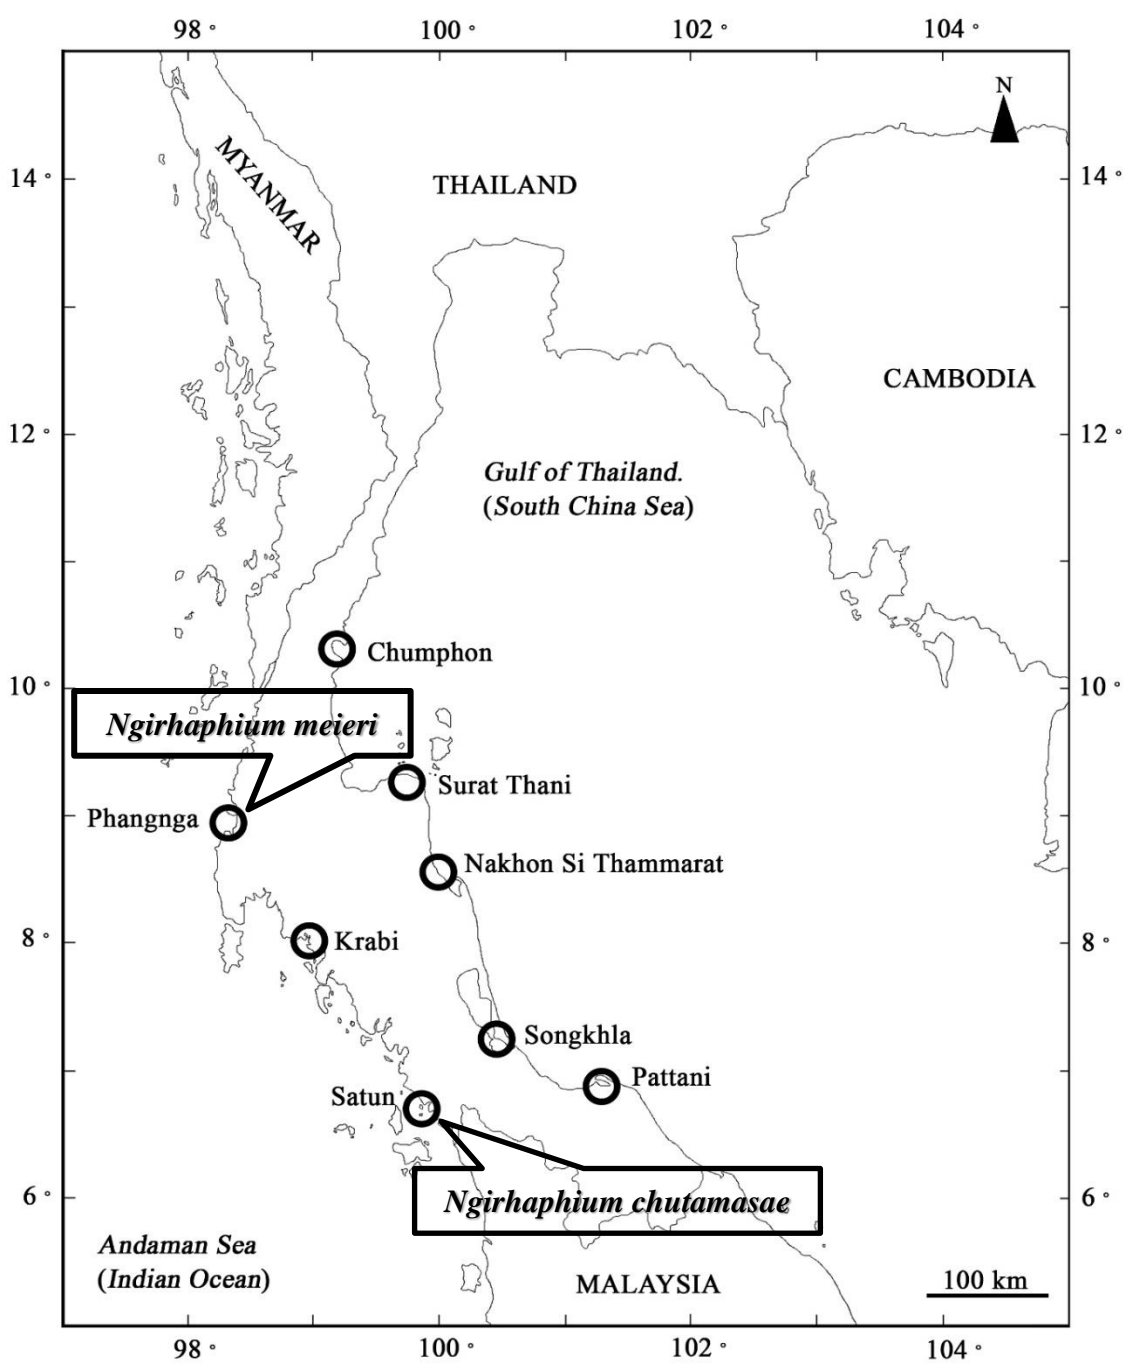 98 °
100 °
102 °
104 °
N
MYANMAR
THAILAND
14 °
14 °
CAMBODIA
12 °
12 °
Gulf of Thailand.
(South China Sea)
Chumphon
10 °
10 °
Ngirhaphium meieri
Surat Thani
Phangnga
Nakhon Si Thammarat
8 °
Krabi
8 °
Songkhla
Pattani
Satun
6 °
Ngirhaphium chutamasae
6 °
Andaman Sea
(Indian Ocean)
MALAYSIA
100 km
98 °
100 °
102 °
104 °